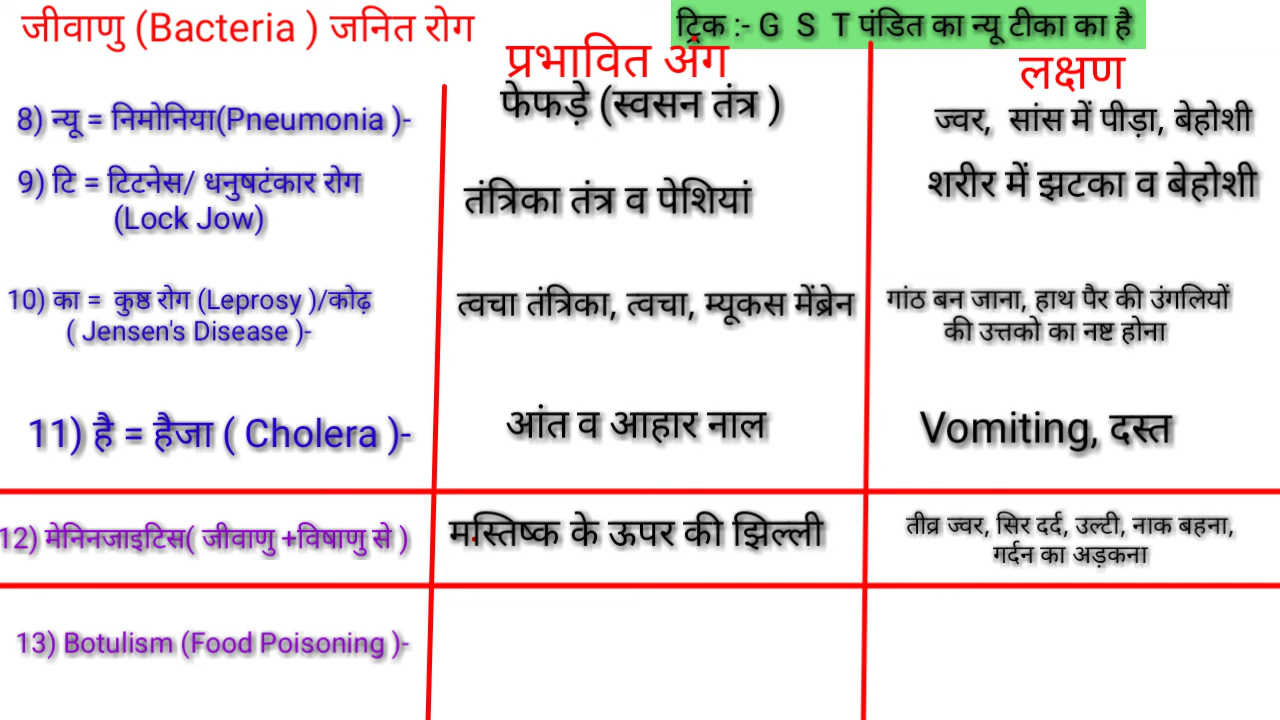 जीवाणु (Bacteria ) जनित रोग
ट्रिक :- G S T पंडित का न्यू टीका का है
प्रभावित अंग
लक्षण
8) न्यू = निमोनिया(Pneumonia )-
फेफड़े (स्वसन तंत्र )
ज्वर, सांस में पीड़ा, बेहोशी
9) टि = टिटनेस/ धनुषटंकार रोग
(Lock Jow)
तंत्रिका तंत्र व पेशियां
शरीर में झटका व बेहोशी
10) का = कुष्ठ रोग (Leprosy )/कोढ़
( Jensen's Disease )-
त्वचा तंत्रिका, त्वचा, म्यूकस मेंब्रेन
गांठ बन जाना, हाथ पैर की उंगलियों
की उत्तको का नष्ट होना
11) है = हैजा ( Cholera )-
आंत व आहार नाल
Vomiting, दस्त
12) मेनिनजाइटिस( जीवाणु +विषाणु से )
मस्तिष्क के ऊपर की झिल्ली
तीव्र ज्वर, सिर दर्द, उल्टी, नाक बहना,
गर्दन का अड़कना
13) Botulism (Food Poisoning )-